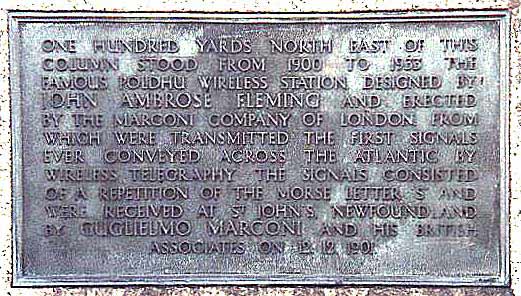 ONE HUNDRED YARDS NORTH EAST OF THIS
COLUMN STOOD FROM 1900 TO 1933 THE
FAMOUS POLDHU WIRELESS STATION DESIGNED BY
JOHN AMBROSE FLEMING AND ERECTED
BY THE MARCONI COMPANY OF LONDON FROM
WHICH WERE TRANSMITTED THE FIRST SIGNALS
EVER CONVEYED ACROSS THE ATLANTIC BY
WIRELESS TELEGRAPHY THE SIGNALS CONSISTED
OF A REPETITION OF THE MORSE LETTER S AND
WERE RECEIVED AT ST JOHN'S, NEWFOUNDLAND
BY GUGLIELMO MARCONI AND HIS BRITISH
ASSOCIATES ON 12. 12. 1901